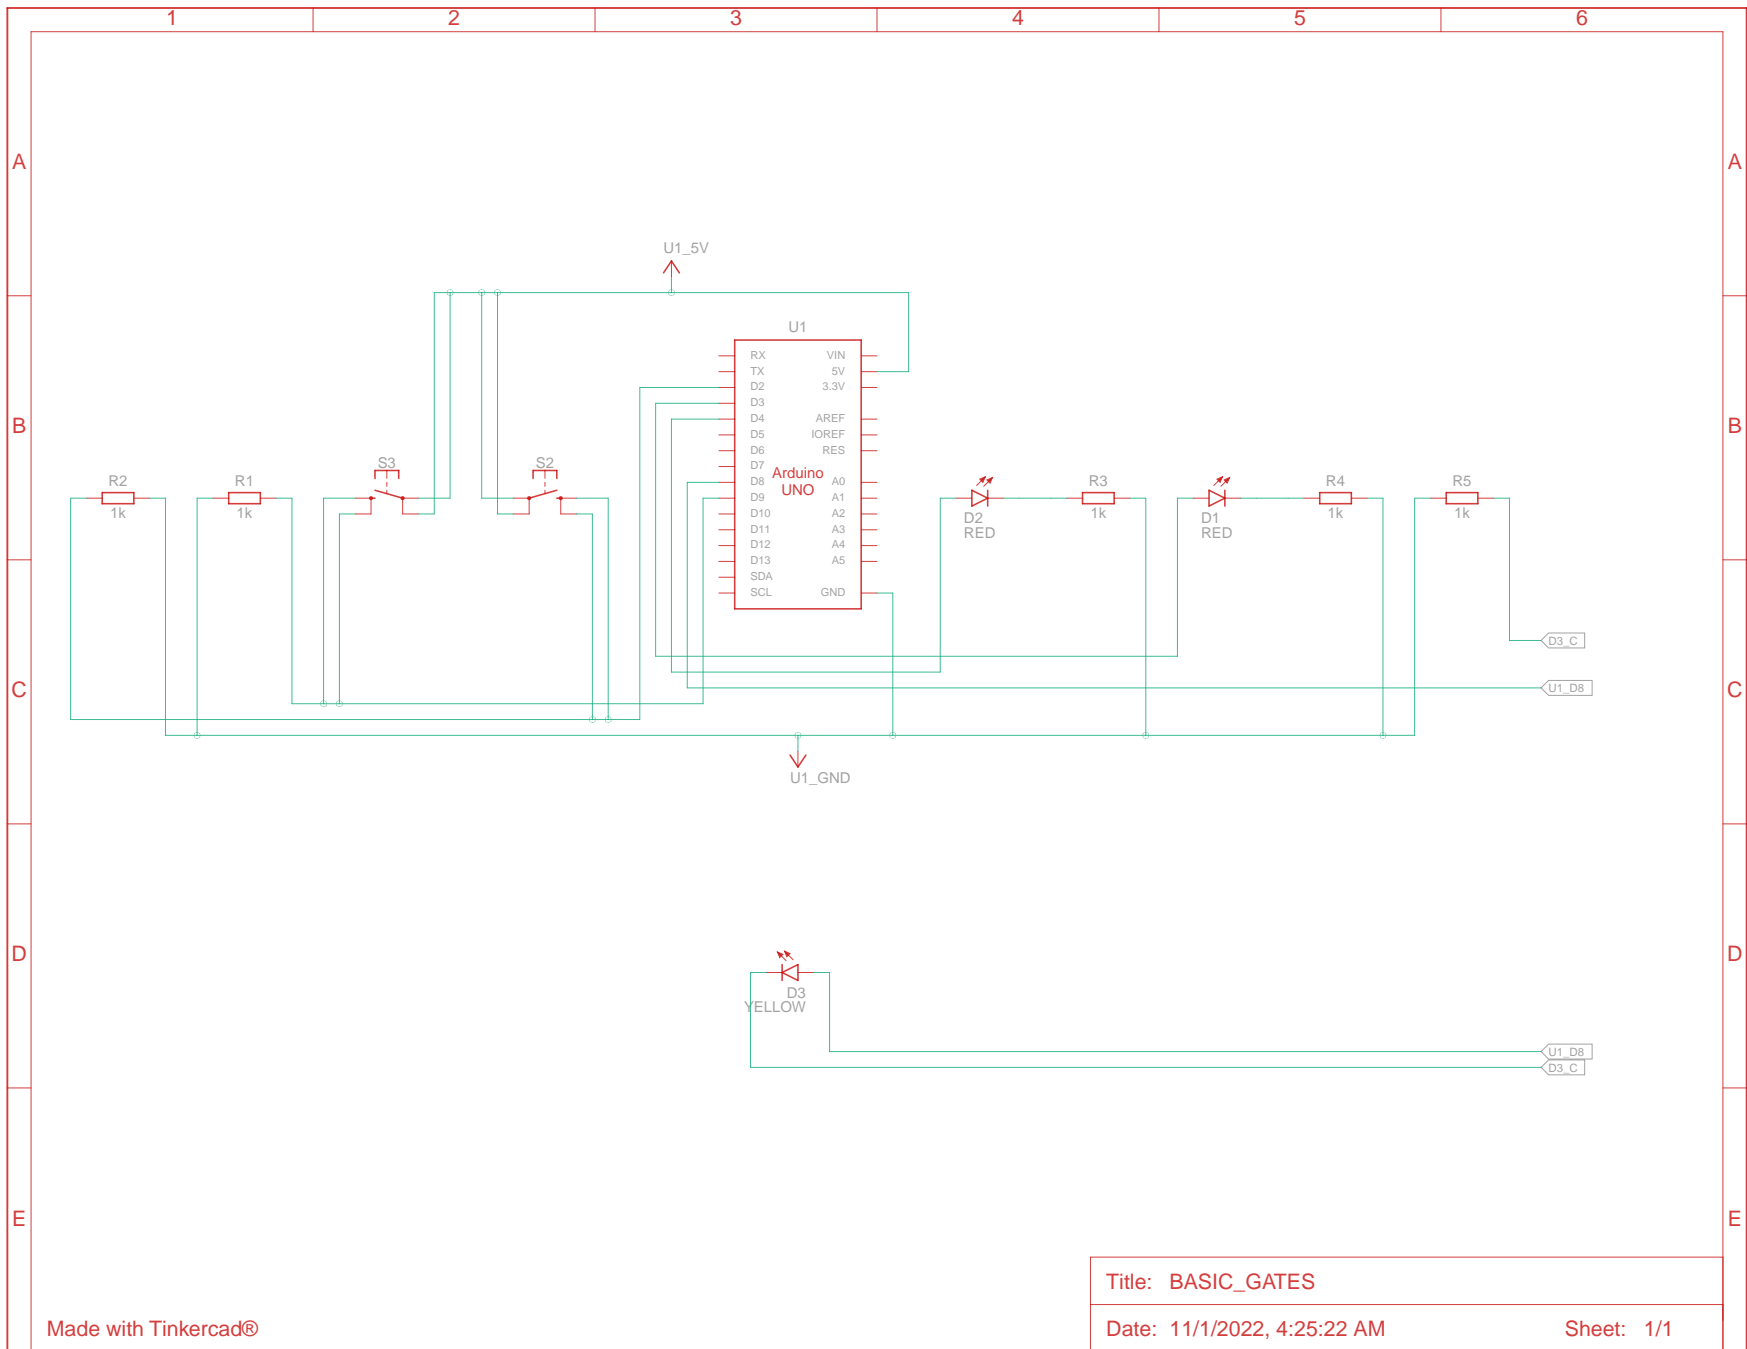 1 2 3 4 5 6
A A
U1_5V
B B
U1
RX VIN
TX 5V
D2 3.3V
D3
D4 AREF
D5 IOREF
D6 RES
D7
Arduino
UNO
D8 A0
D9 A1
D10 A2
D11 A3
D12 A4
D13 A5
SDA
SCL GND
R2
1k
R1
1k
S3
S2
D2
RED
R3
1k
D1
RED
R4
1k
R5
1k
D3_C
C C
U1_D8
U1_GND
D D
D3
YELLOW
U1_D8
D3_C
E E
Title: BASIC_GATES
Made with Tinkercad®
Date: 11/1/2022, 4:25:22 AM Sheet: 1/1